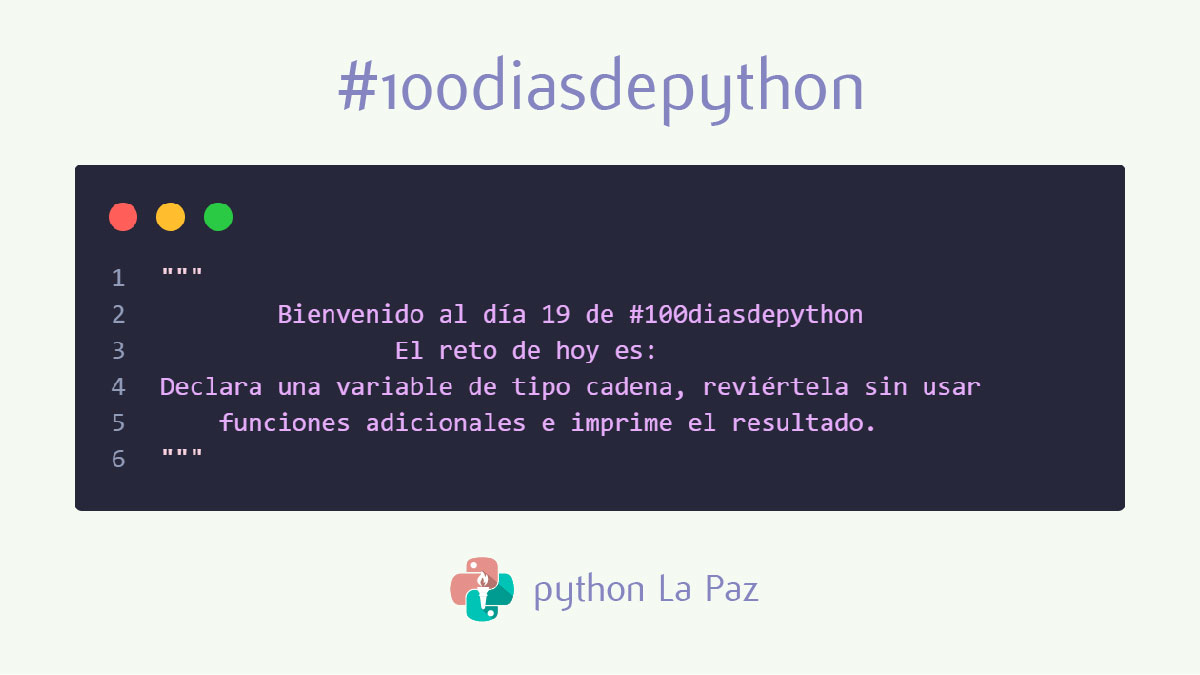 #100diasdepython
1 """
2 Bienvenido al día 19 de #100diasdepython
3 El reto de hoy es:
4 Declara una variable de tipo cadena, reviértela sin usar
5 funciones adicionales e imprime el resultado.
6 """
python La Paz